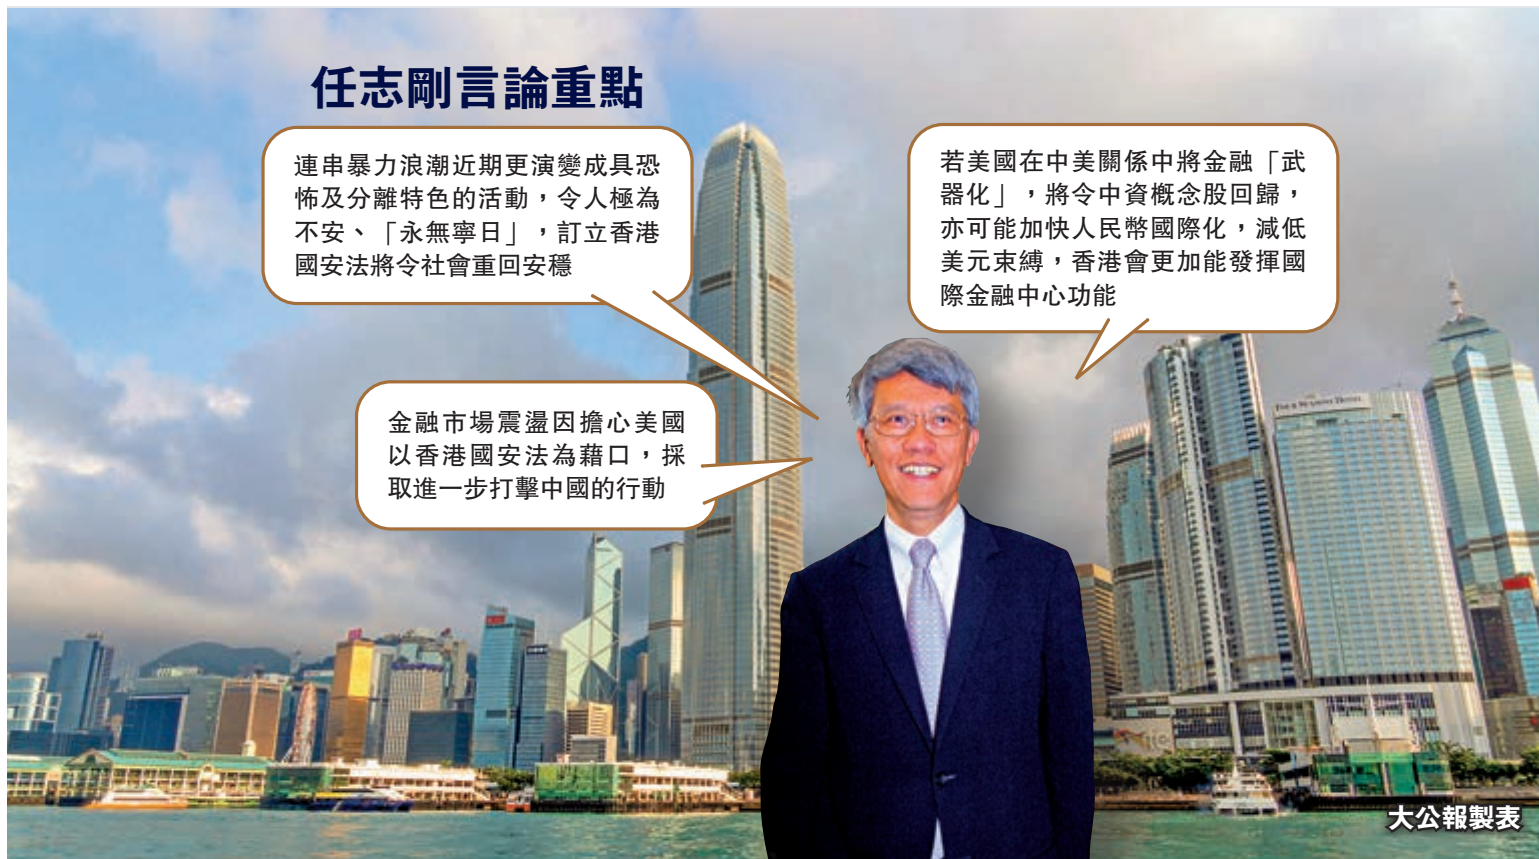 任志剛言論重點
連串暴力浪潮近期更演變成具恐
怖及分離特色的活動，令人極為
不安、「永無寧日」，訂立香港
國安法將令社會重回安穩
若美國在中美關係中將金融「武
器化」，將令中資概念股回歸，
亦可能加快人民幣國際化，減低
美元束縛，香港會更加能發揮國
際金融中心功能
金融市場震盪因擔心美國
以香港國安法為藉口，採
取進一步打擊中國的行動
FOUR SEASONS HOTEL
大公報製表